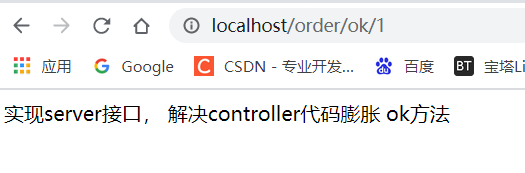 localhost/order/ok/1
应用 Google CSDN - 专业开发... 百度 宝塔Li
实现server接口， 解决controller代码膨胀 ok方法